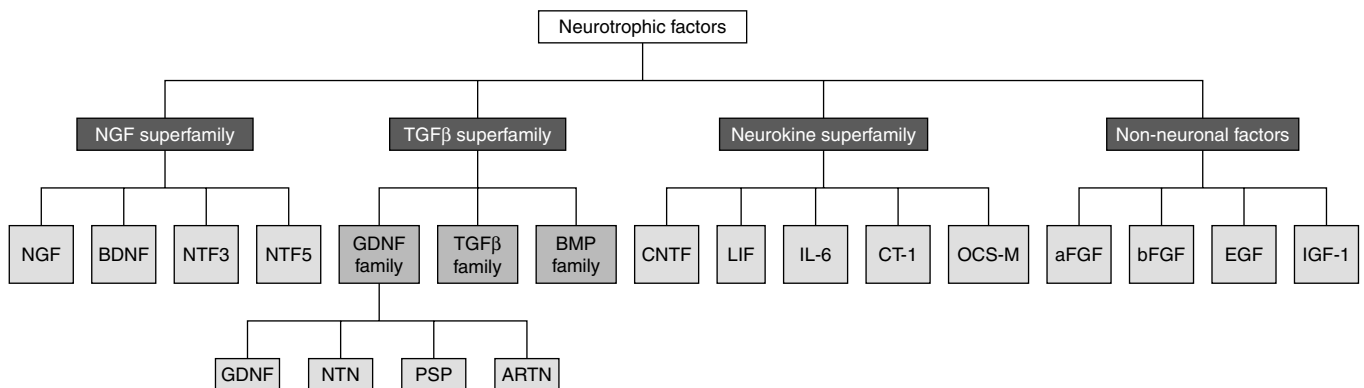 Neurotrophic factors
NGF superfamily
TGFβ superfamily
Neurokine superfamily
Non-neuronal factors
NGF
BDNF
NTF3
NTF5
GDNF
family
TGFβ
family
BMP
family
CNTF
LIF
IL-6
CT-1
OCS-M
aFGF
bFGF
EGF
IGF-1
GDNF
NTN
PSP
ARTN